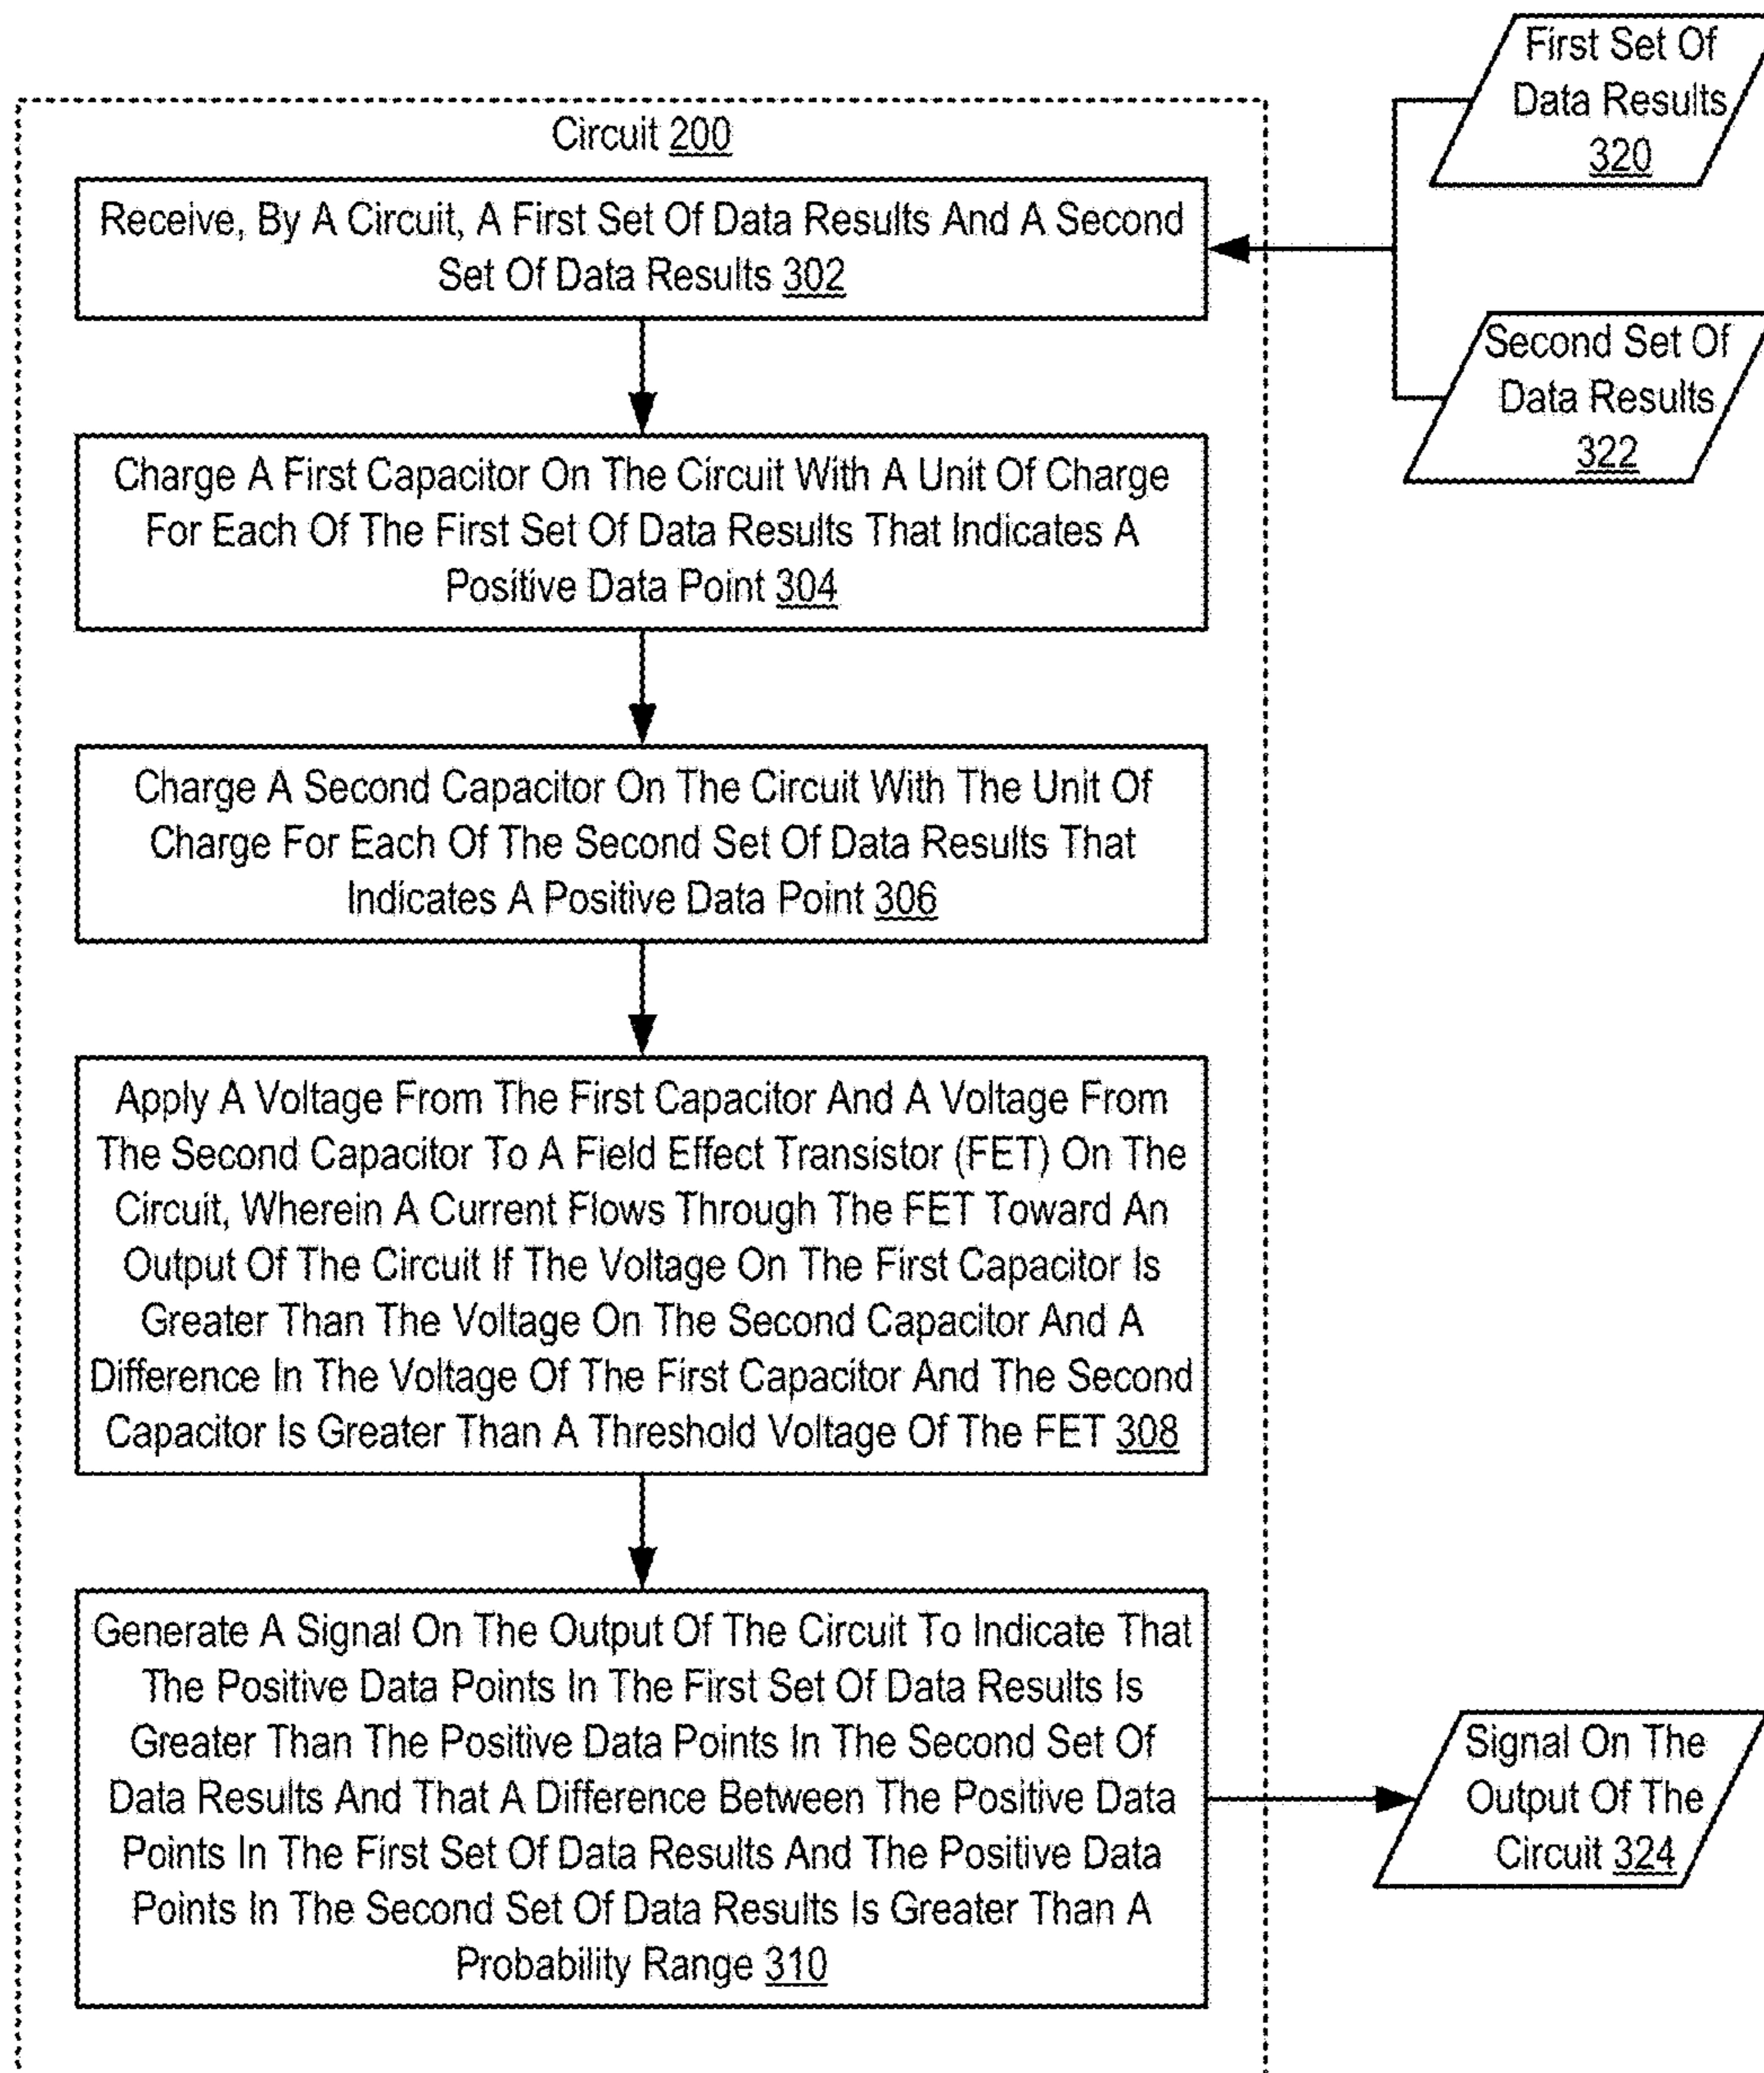 First Set Of
Data Results
320
Circuit 200
Receive, By A Circuit, A First Set Of Data Results And A Second
Set Of Data Results 302
Second Set Of
Data Results
322
Charge A First Capacitor On The Circuit With A Unit Of Charge
For Each Of The First Set Of Data Results That Indicates A
Positive Data Point 304
Charge A Second Capacitor On The Circuit With The Unit Of
Charge For Each Of The Second Set Of Data Results That
Indicates A Positive Data Point 306
Apply A Voltage From The First Capacitor And A Voltage From
The Second Capacitor To A Field Effect Transistor (FET) On The
Circuit, Wherein A Current Flows Through The FET Toward An
Output Of The Circuit If The Voltage On The First Capacitor Is
Greater Than The Voltage On The Second Capacitor And A
Difference In The Voltage Of The First Capacitor And The Second
Capacitor Is Greater Than A Threshold Voltage Of The FET 308
Generate A Signal On The Output Of The Circuit To Indicate That
The Positive Data Points In The First Set Of Data Results Is
Greater Than The Positive Data Points In The Second Set Of
Data Results And That A Difference Between The Positive Data
Points In The First Set Of Data Results And The Positive Data
Points In The Second Set Of Data Results Is Greater Than A
Probability Range 310
Signal On The
Output Of The
Circuit 324